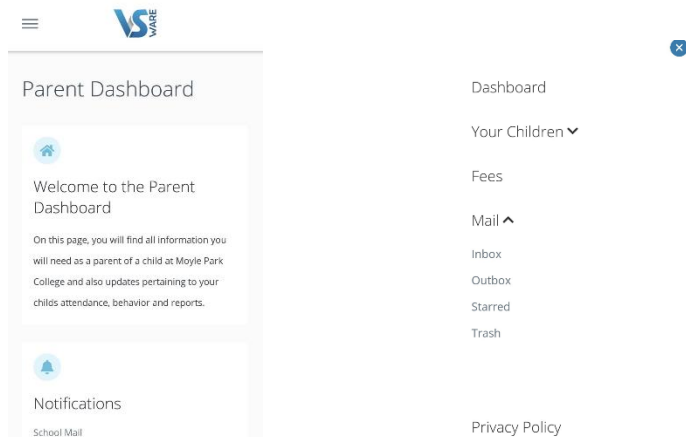 VS
WARE
Parent Dashboard
Welcome to the Parent
Dashboard
On this page, you will find all information you
will need as a parent of a child at Moyle Park
College and also updates pertaining to your
childs attendance, behavior and reports.
Notifications
School Mail
Dashboard
Your Children
Fees
Mail
Inbox
Outbox
Starred
Trash
Privacy Policy